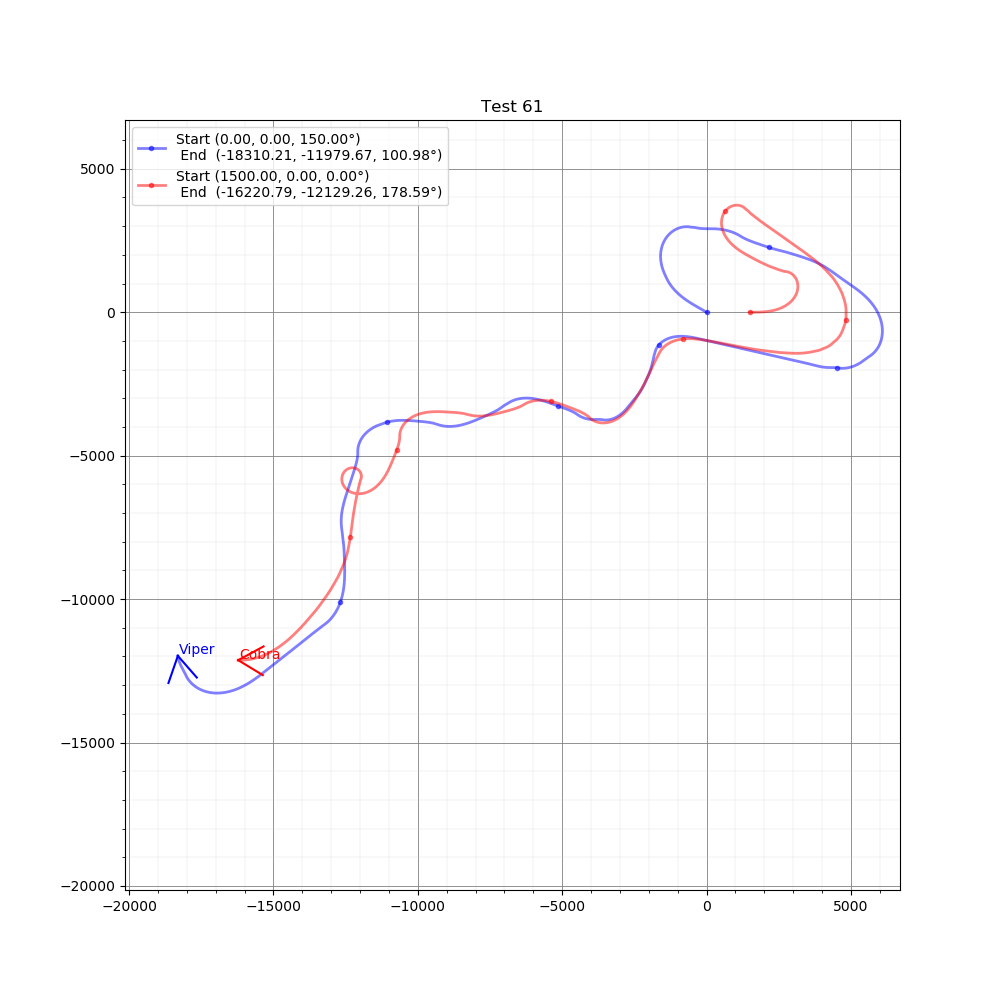 Test 61
Start (0.00, 0.00, 150.00°)
End  (-18310.21, -11979.67, 100.98°)
Start (1500.00, 0.00, 0.00°)
End  (-16220.79, -12129.26, 178.59°)
5000
0
−5000
−10000
−15000
−20000
Viper
Cobra
−20000 −15000 −10000 −5000 0 5000